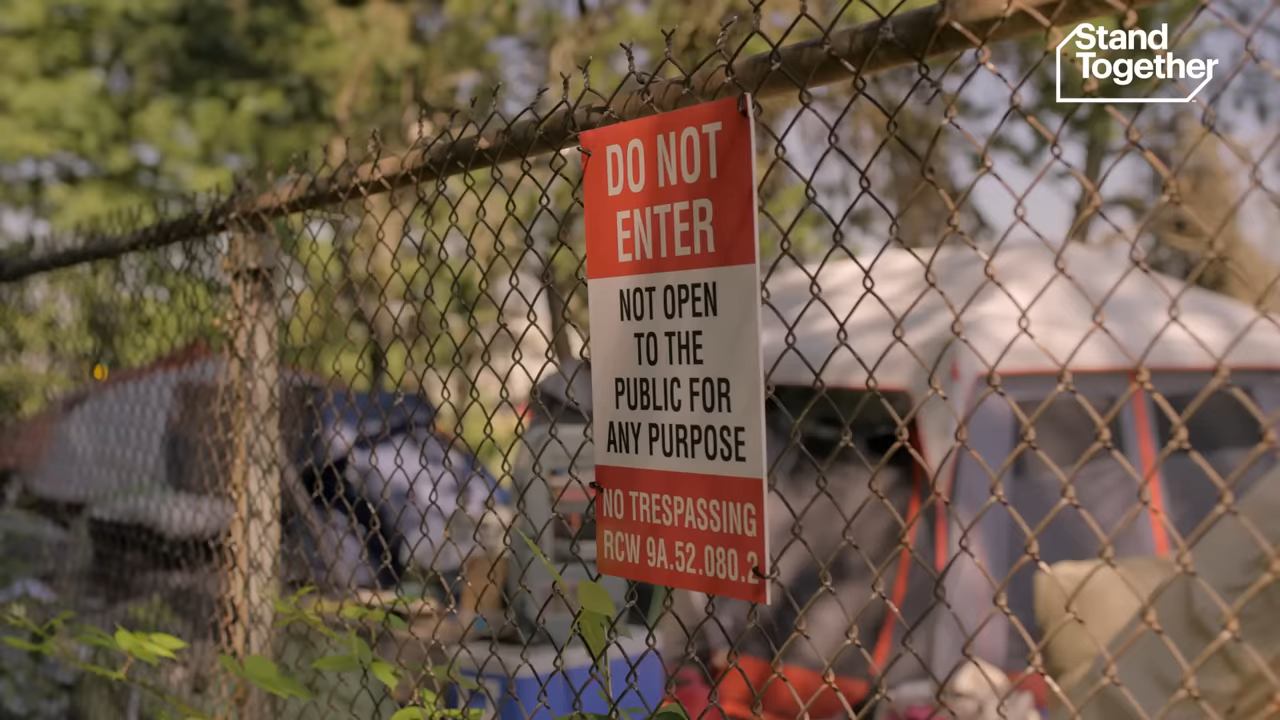 Stand
Together
DO NOT
ENTER
NOT OPEN
TO THE
PUBLIC FOR
ANY PURPOSE
NO TRESPASSING
RCW 9A.52.080.2